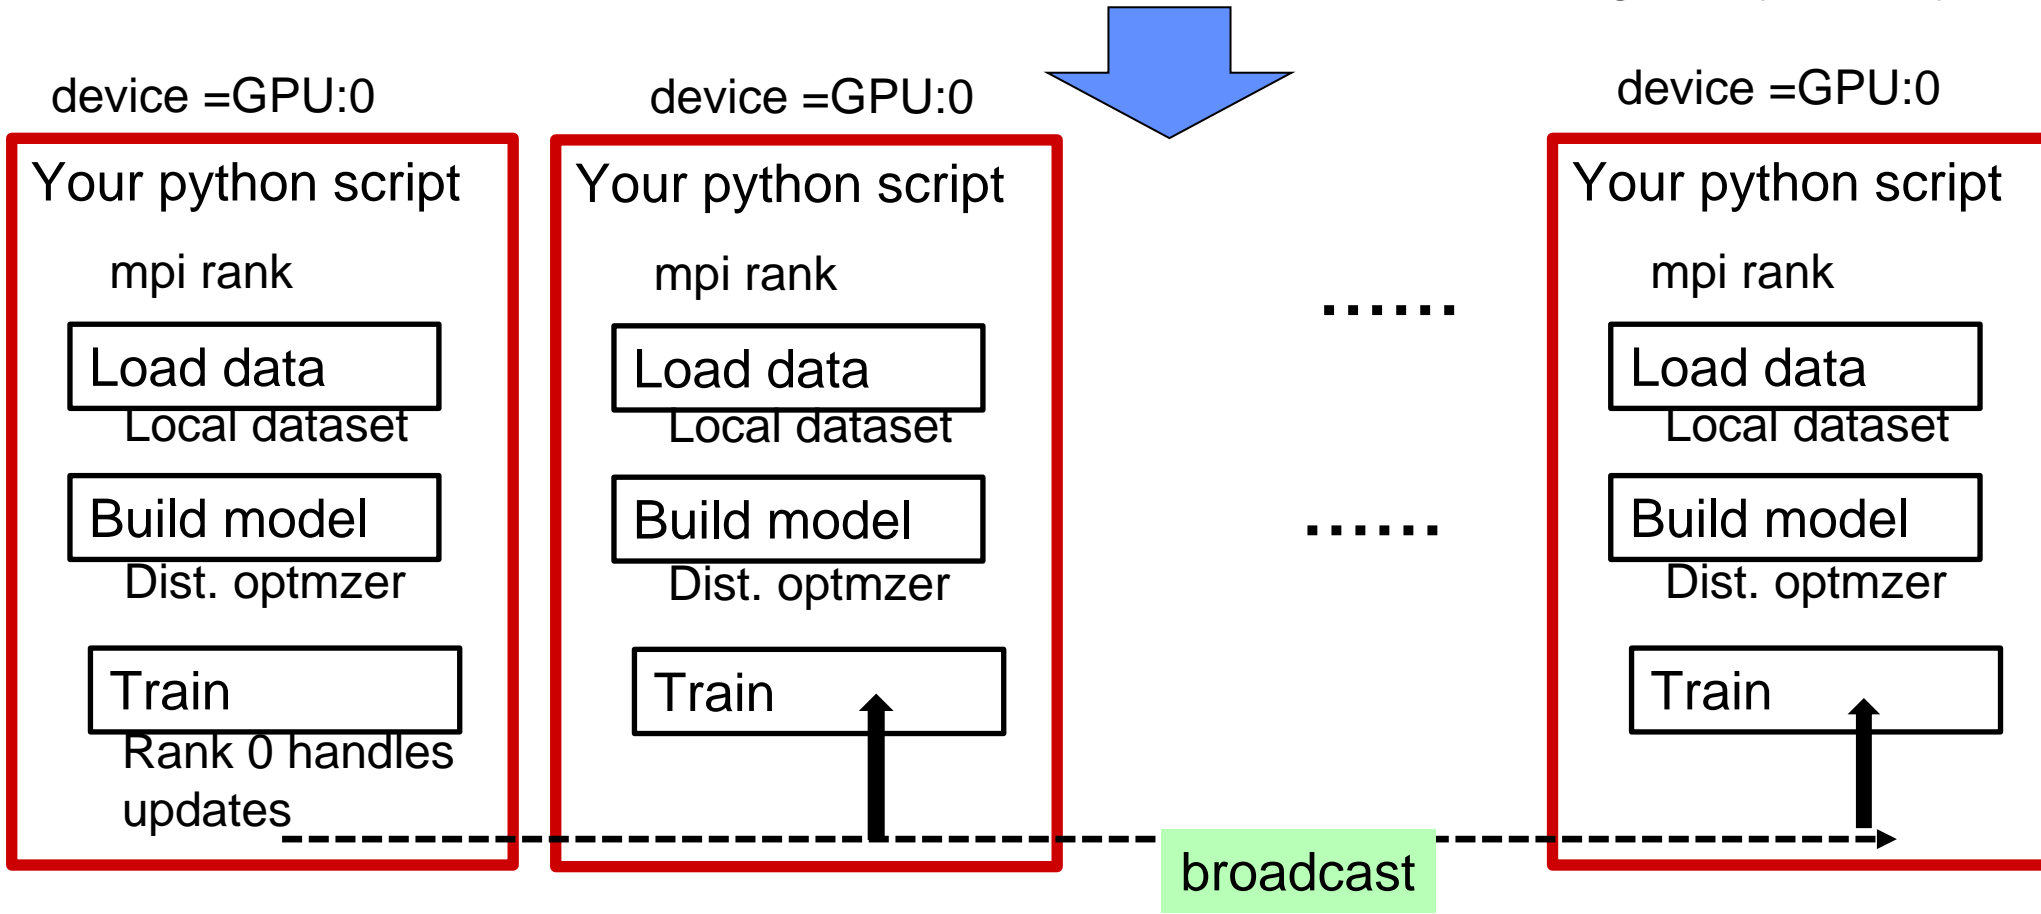 device =GPU:0
Your python script
mpi rank
Load data
Local dataset
Build model
Dist. optmzer
Train
Rank 0 handles
updates
device =GPU:0
Your python script
mpi rank
Load data
Local dataset
Build model
Dist. optmzer
Train
......
......
broadcast
device =GPU:0
Your python script
mpi rank
Load data
Local dataset
Build model
Dist. optmzer
Train